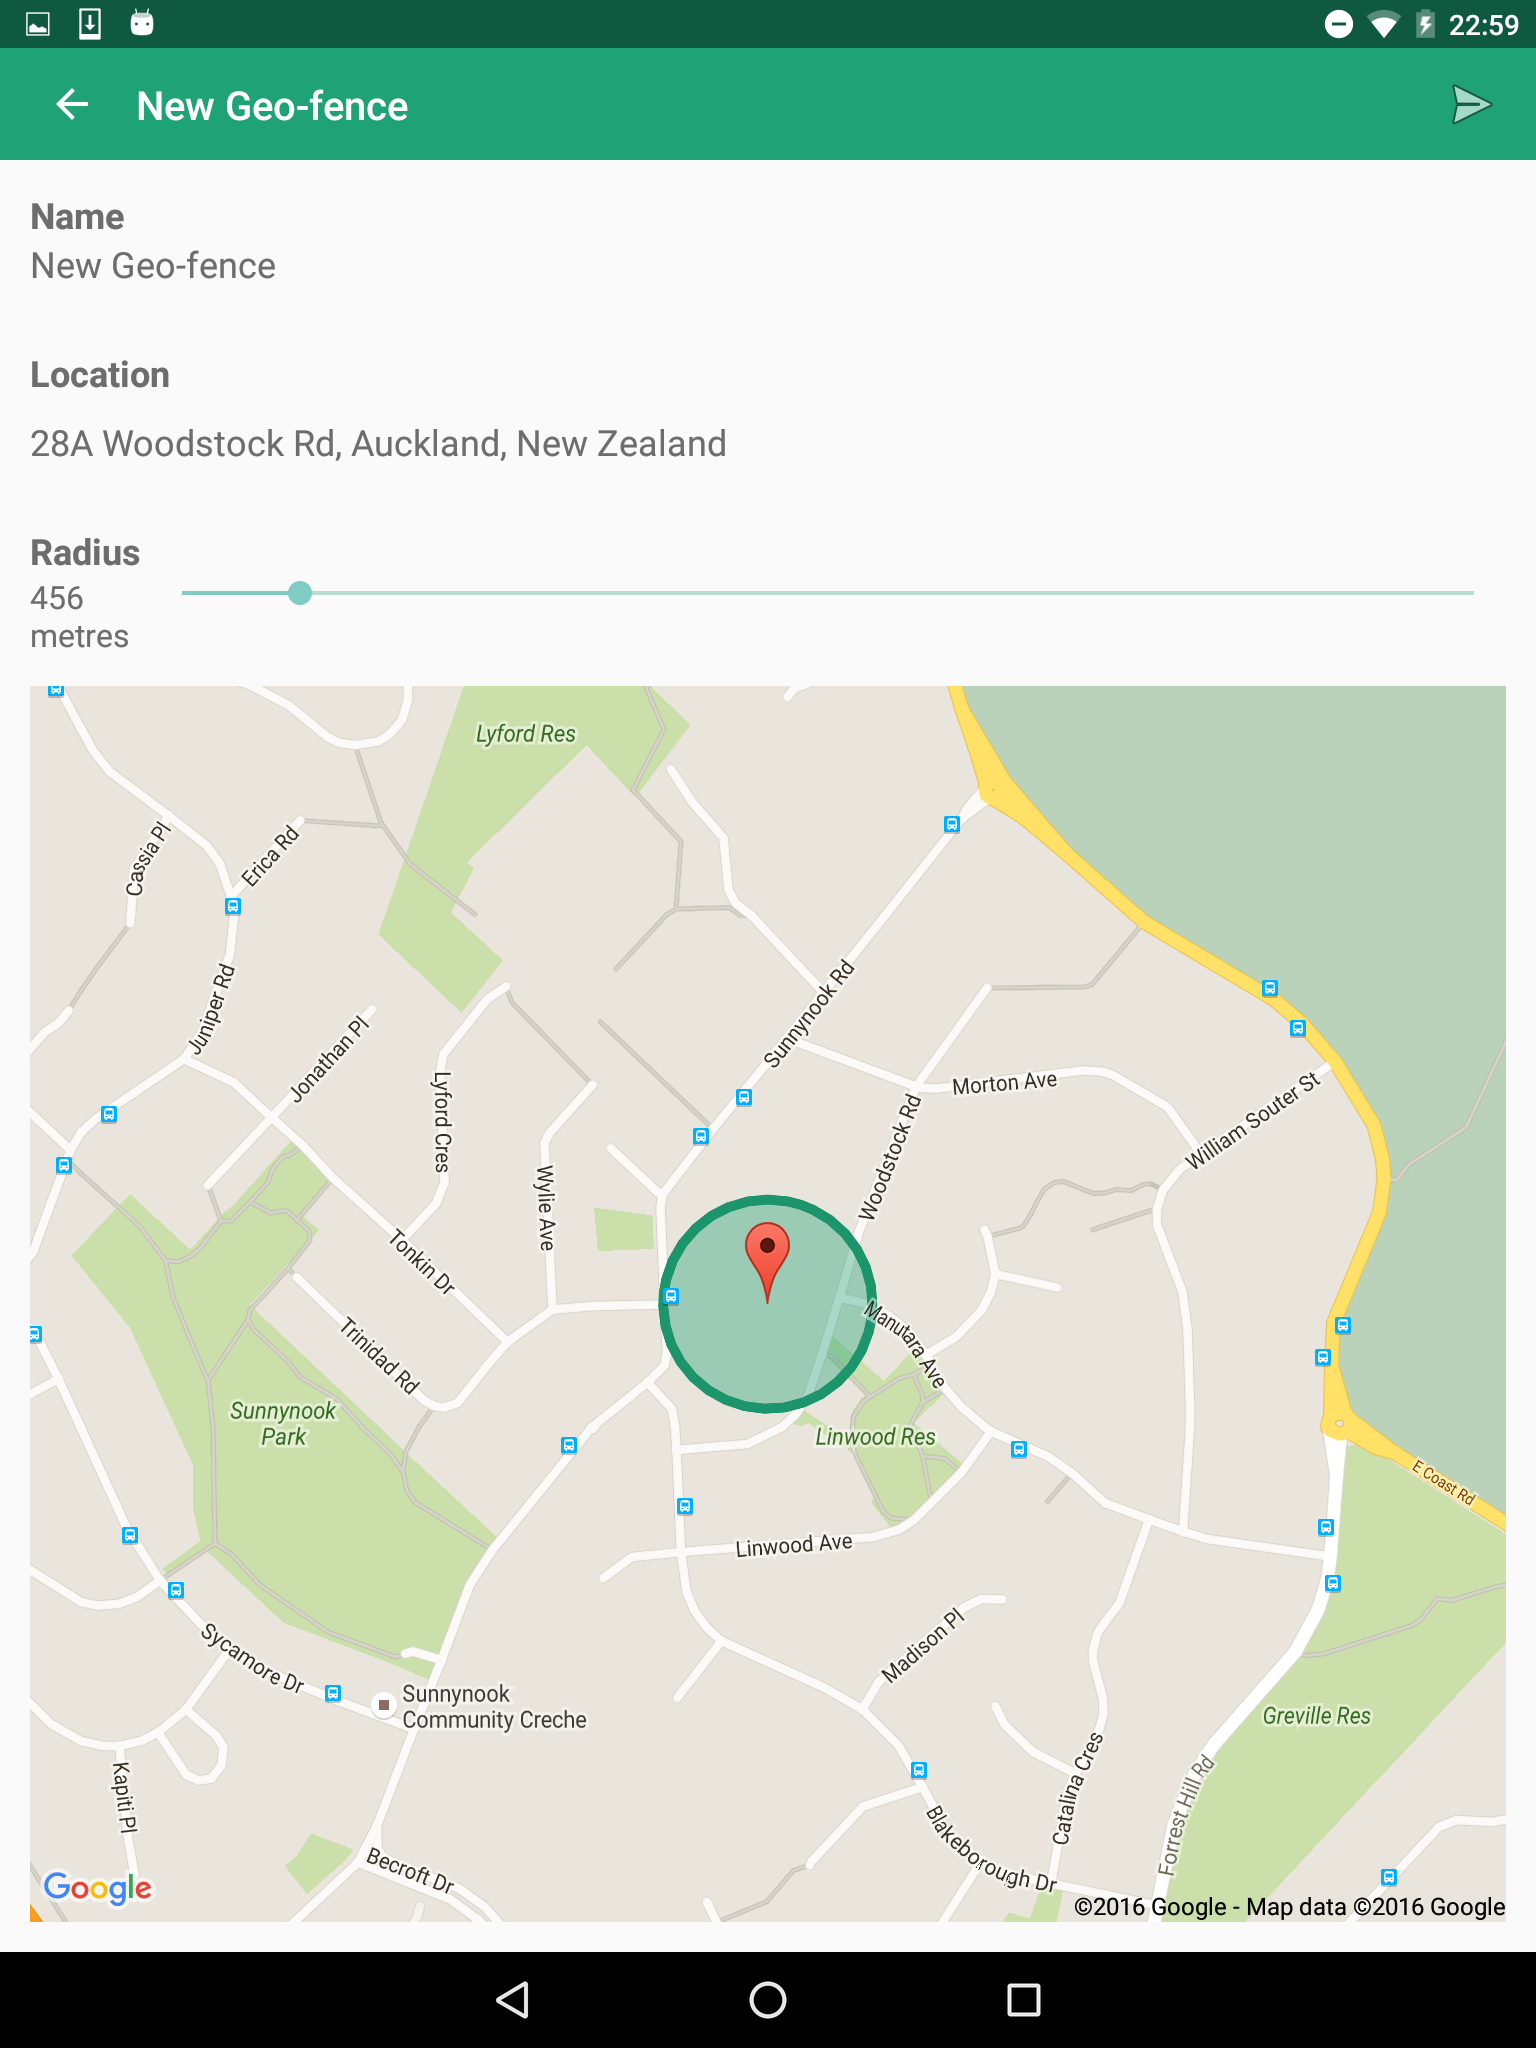 22:59
New Geo-fence
Name
New Geo-fence
Location
28A Woodstock Rd, Auckland, New Zealand
Radius
456
metres
Lyford Res
Cassia Pl
Erica Rd
Juniper Rd
Jonathan Pl
Sunnynook Rd
Lyford Cres
Morton Ave
William Souter St
Woodstock Rd
Wylie Ave
Tonkin Dr
Trinidad Rd
Manutara Ave
Sunnynook
Park
Linwood Res
E Coast Rd
Linwood Ave
Sycamore Dr
Madison Pl
Sunnynook
Community Creche
Greville Res
Kapiti Pl
Catalina Cres
Forrest Hill Rd
Blakeborough Dr
Becroft Dr
Google
©2016 Google - Map data ©2016 Google